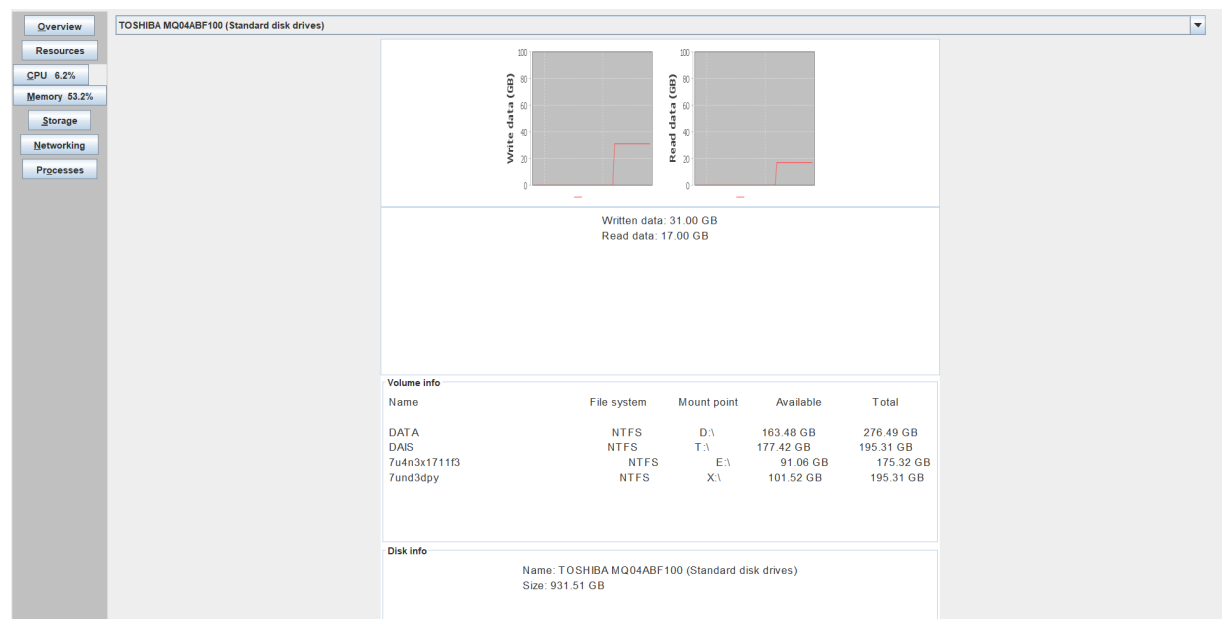 Overview
TOSHIBA MQ04ABF100 (Standard disk drives)
Resources
CPU 6.2%
Memory 53.2%
Storage
Networking
Processes
Write data (GB)
100
80
60
40
20
0
Read data (GB)
100
80
60
40
20
0
Written data: 31.00 GB
Read data: 17.00 GB
Volume info
Name File system Mount point Available Total
DATA NTFS D:\ 163.48 GB 276.49 GB
DAIS NTFS T:\ 177.42 GB 195.31 GB
7u4n3x1711f3 NTFS E:\ 91.06 GB 175.32 GB
7und3dpy NTFS X:\ 101.52 GB 195.31 GB
Disk info
Name: TOSHIBA MQ04ABF100 (Standard disk drives)
Size: 931.51 GB